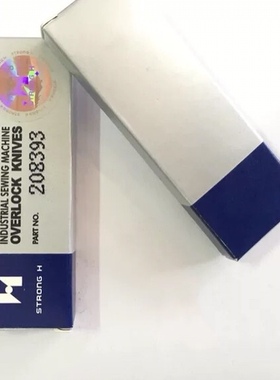 INDUSTRIAL SEWING MACHINE
OVERLOCK KNIVES
PART NO. 208393
H
STRONG H